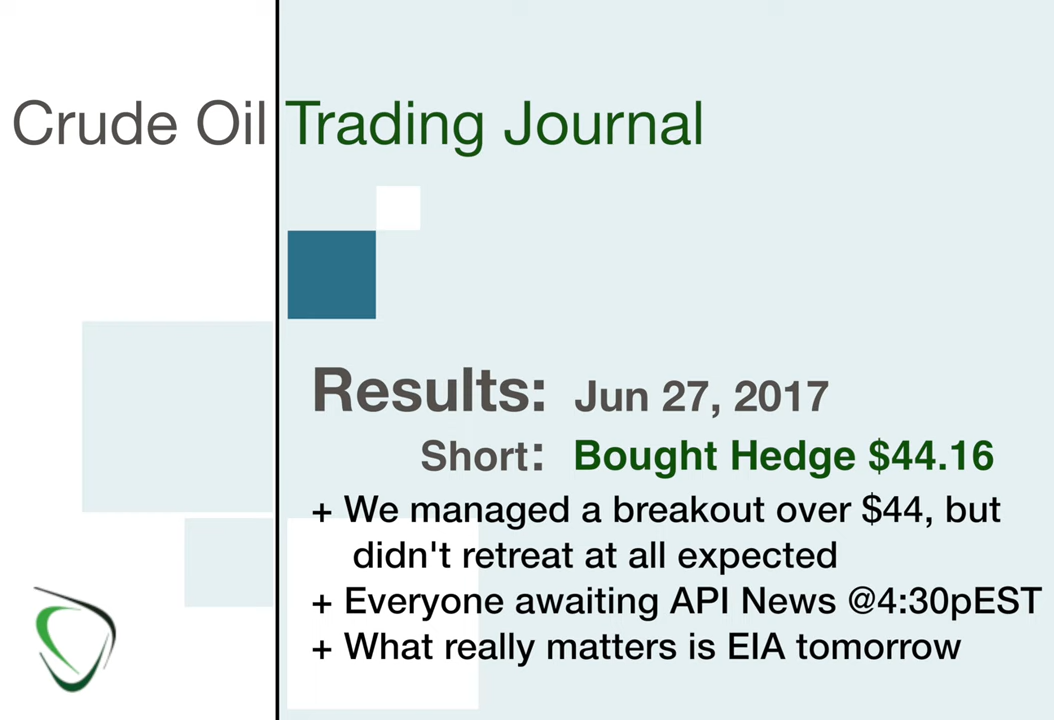 Crude Oil Trading Journal
Results: Jun 27, 2017
Short: Bought Hedge $44.16
+ We managed a breakout over $44, but
didn't retreat at all expected
+ Everyone awaiting API News @4:30pEST
+ What really matters is EIA tomorrow